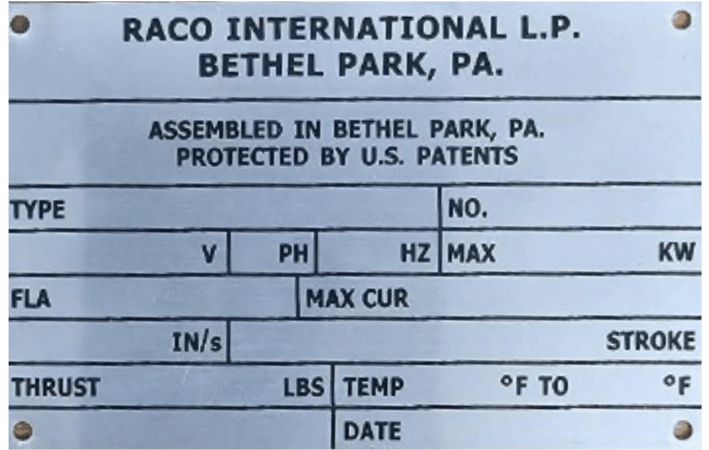 RACO INTERNATIONAL L.P.
BETHEL PARK, PA.
ASSEMBLED IN BETHEL PARK, PA.
PROTECTED BY U.S. PATENTS
TYPE NO.
V PH HZ MAX KW
FLA MAX CUR
IN/s STROKE
THRUST LBS TEMP °F TO °F
DATE